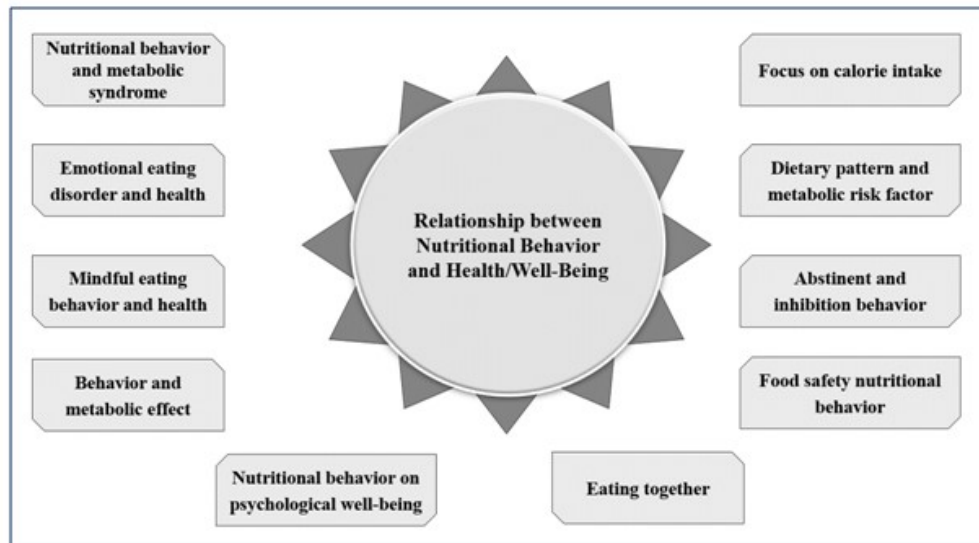 Nutritional behavior
and metabolic
syndrome
Emotional eating
disorder and health
Mindful eating
behavior and health
Behavior and
metabolic effect
Nutritional behavior on
psychological well-being
Relationship between
Nutritional Behavior
and Health/Well-Being
Focus on calorie intake
Dietary pattern and
metabolic risk factor
Abstinent and
inhibition behavior
Food safety nutritional
behavior
Eating together